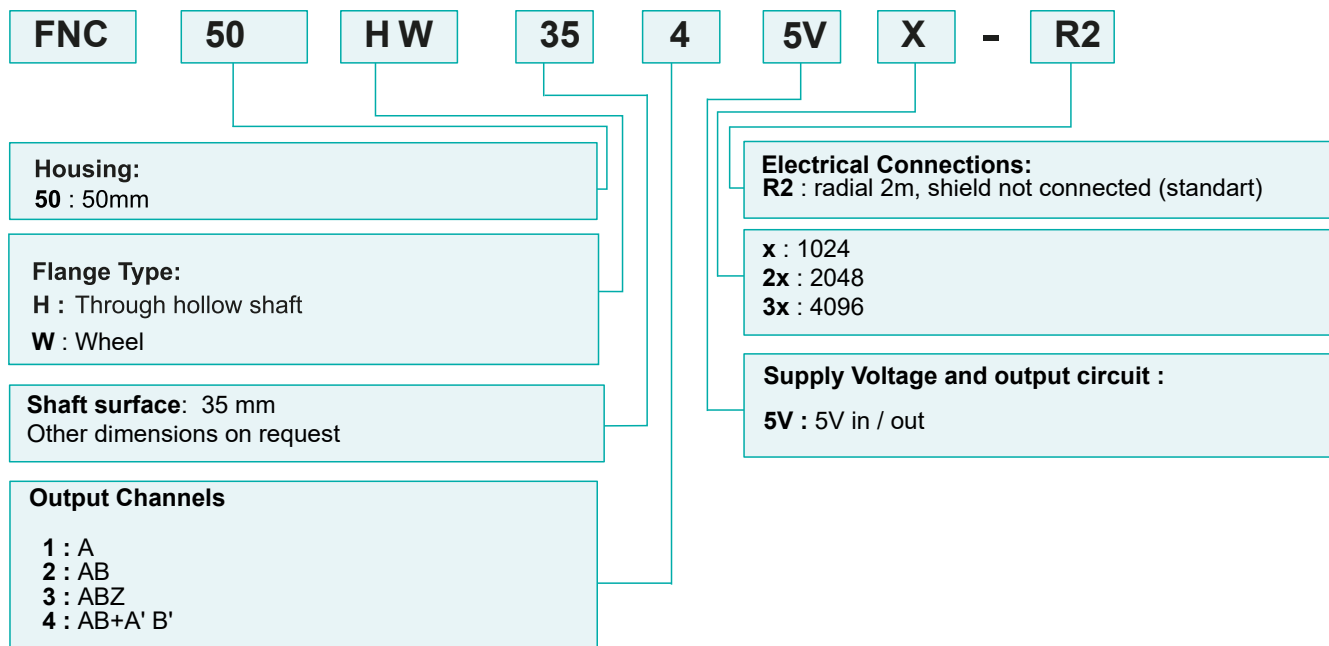 FNC 50 H W 35 4 5V X - R2
Housing:
50 : 50mm
Flange Type:
H : Through hollow shaft
W : Wheel
Shaft surface: 35 mm
Other dimensions on request
Output Channels
1 : A
2 : AB
3 : ABZ
4 : AB+A' B'
Electrical Connections:
R2 : radial 2m, shield not connected (standart)
x : 1024
2x : 2048
3x : 4096
Supply Voltage and output circuit :
5V : 5V in / out